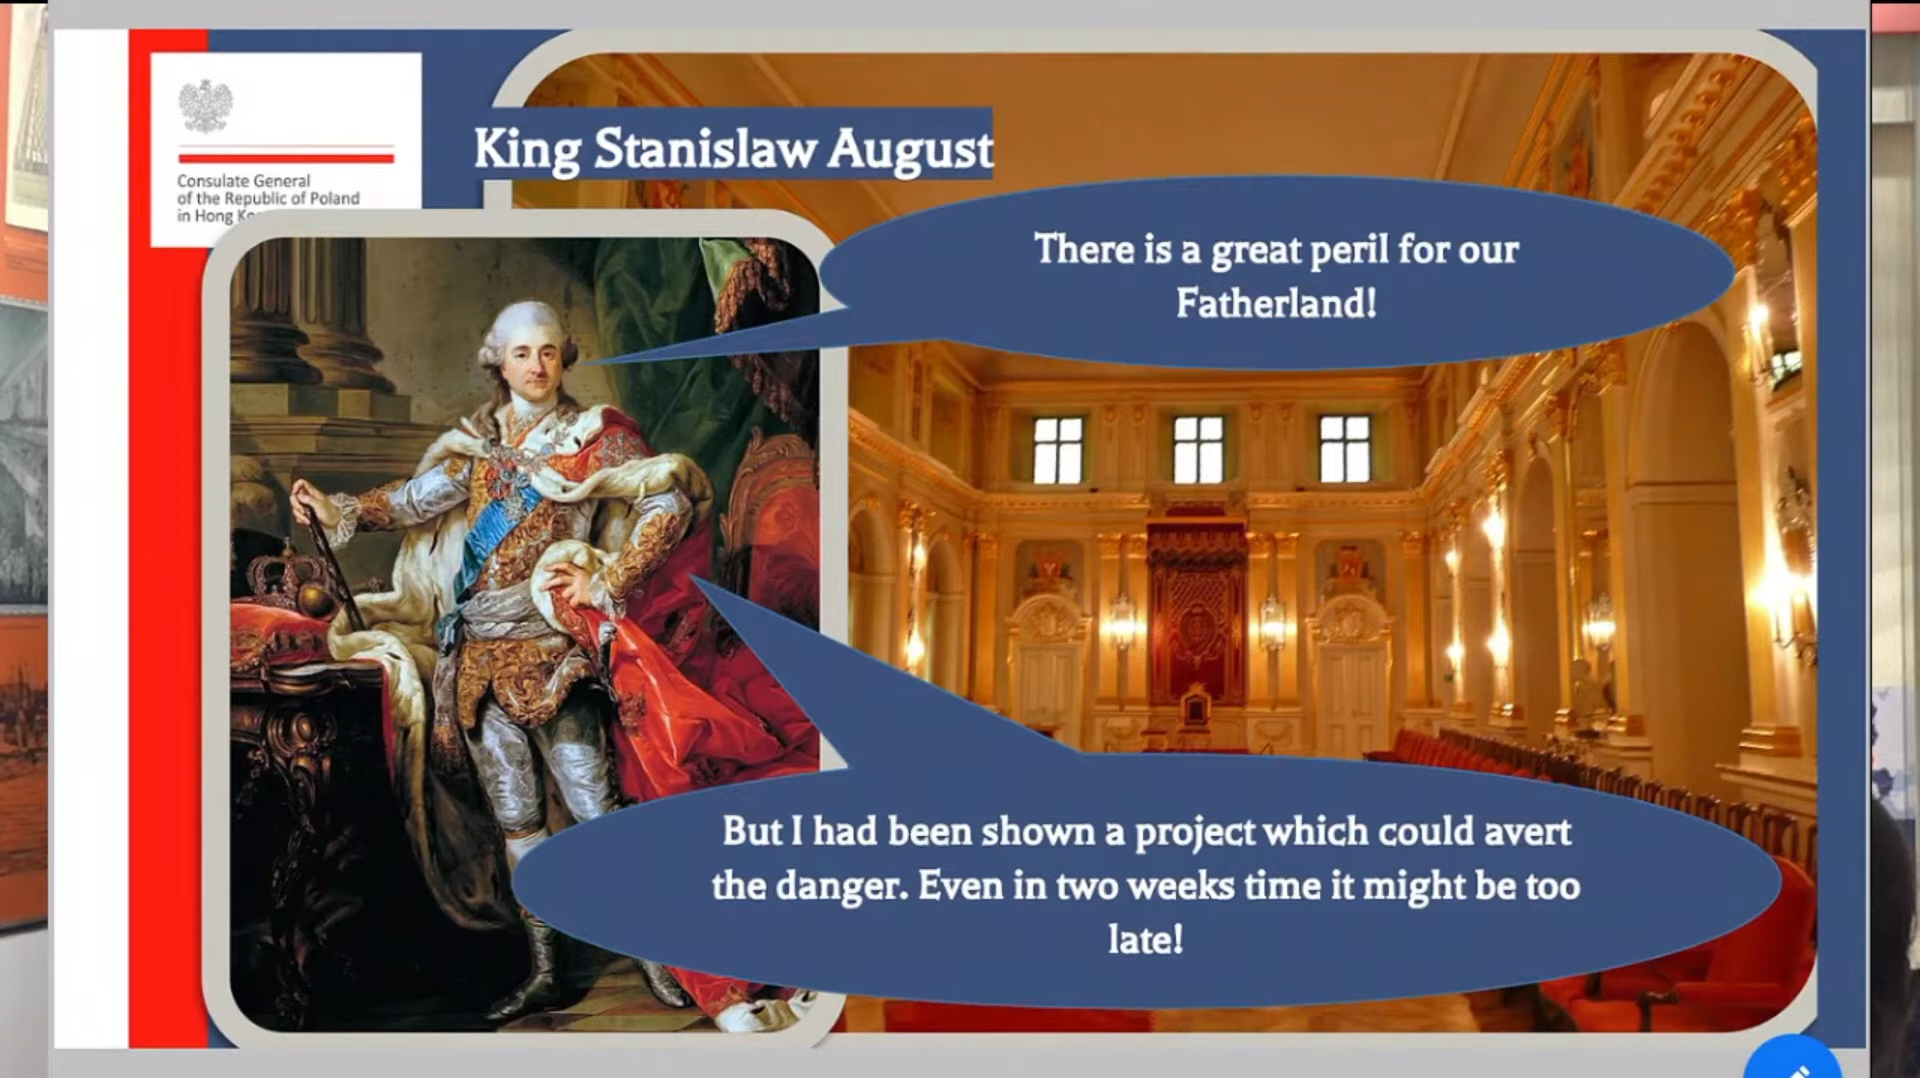 Consulate General
of the Republic of Poland
in Hong
King Stanislaw August
There is a great peril for our
Fatherland!
But I had been shown a project which could avert
the danger. Even in two weeks time it might be too
late!